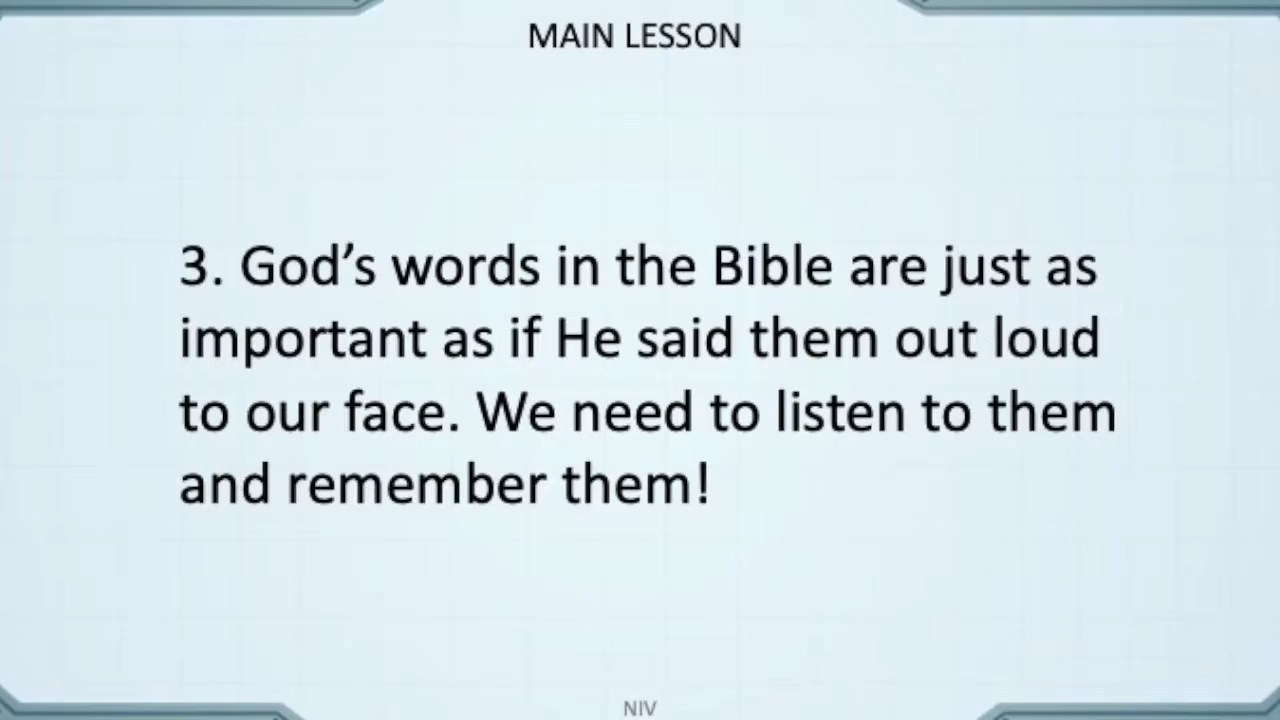 MAIN LESSON
3. God’s words in the Bible are just as
important as if He said them out loud
to our face. We need to listen to them
and remember them!
NIV